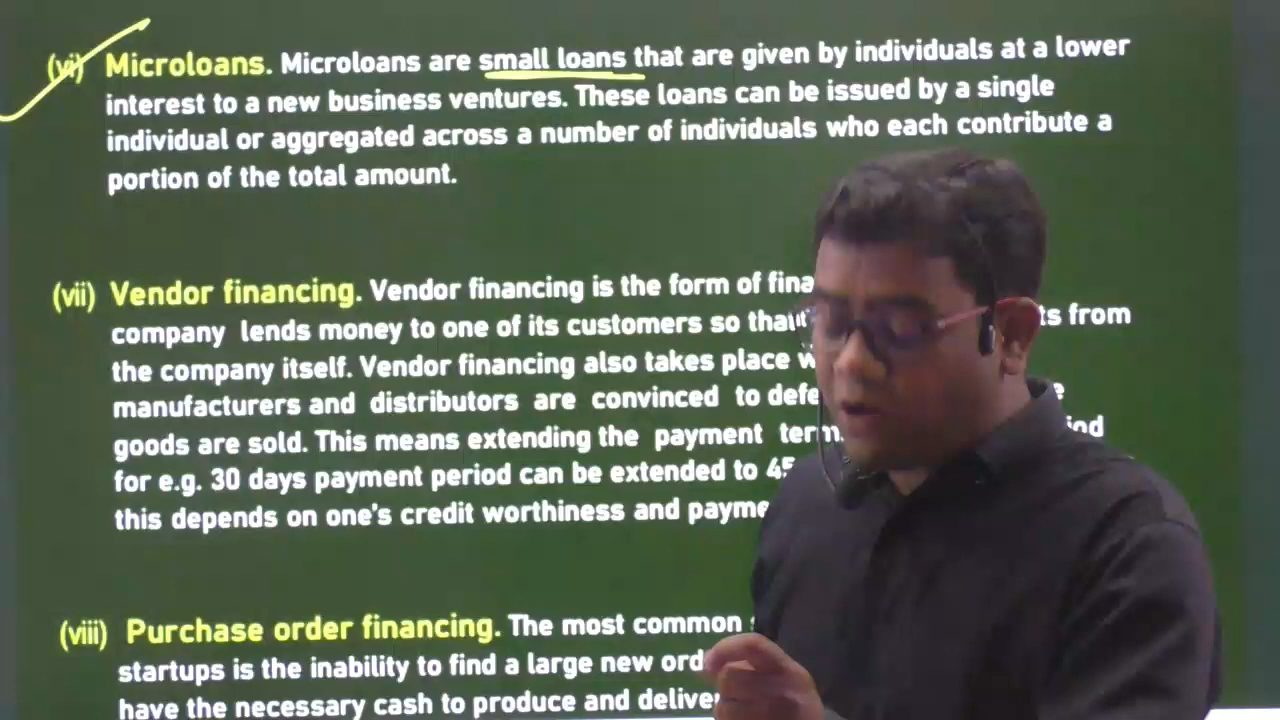 (vi) Microloans. Microloans are small loans that are given by individuals at a lower
interest to a new business ventures. These loans can be issued by a single
individual or aggregated across a number of individuals who each contribute a
portion of the total amount.
(vii) Vendor financing. Vendor financing is the form of
company lends money to one of its customers so that from
the company itself. Vendor financing also takes place
manufacturers and distributors are convinced to
goods are sold. This means extending the payment
for e.g. 30 days payment period can be extended to 45
this depends on one's credit worthiness and
(viii) Purchase order financing. The most common
startups is the inability to find a large new
have the necessary cash to produce and